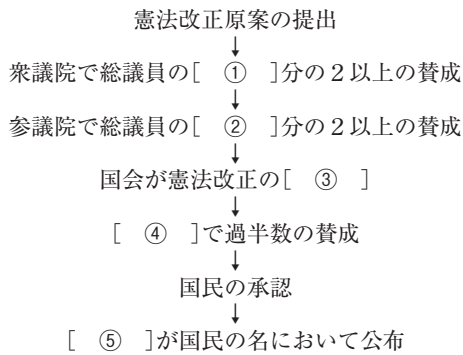 憲法改正原案の提出
↓
衆議院で総議員の[　①　]分の２以上の賛成
↓
参議院で総議員の[　②　]分の２以上の賛成
↓
国会が憲法改正の[　③　]
↓
[　④　]で過半数の賛成
↓
国民の承認
↓
[　⑤　]が国民の名において公布